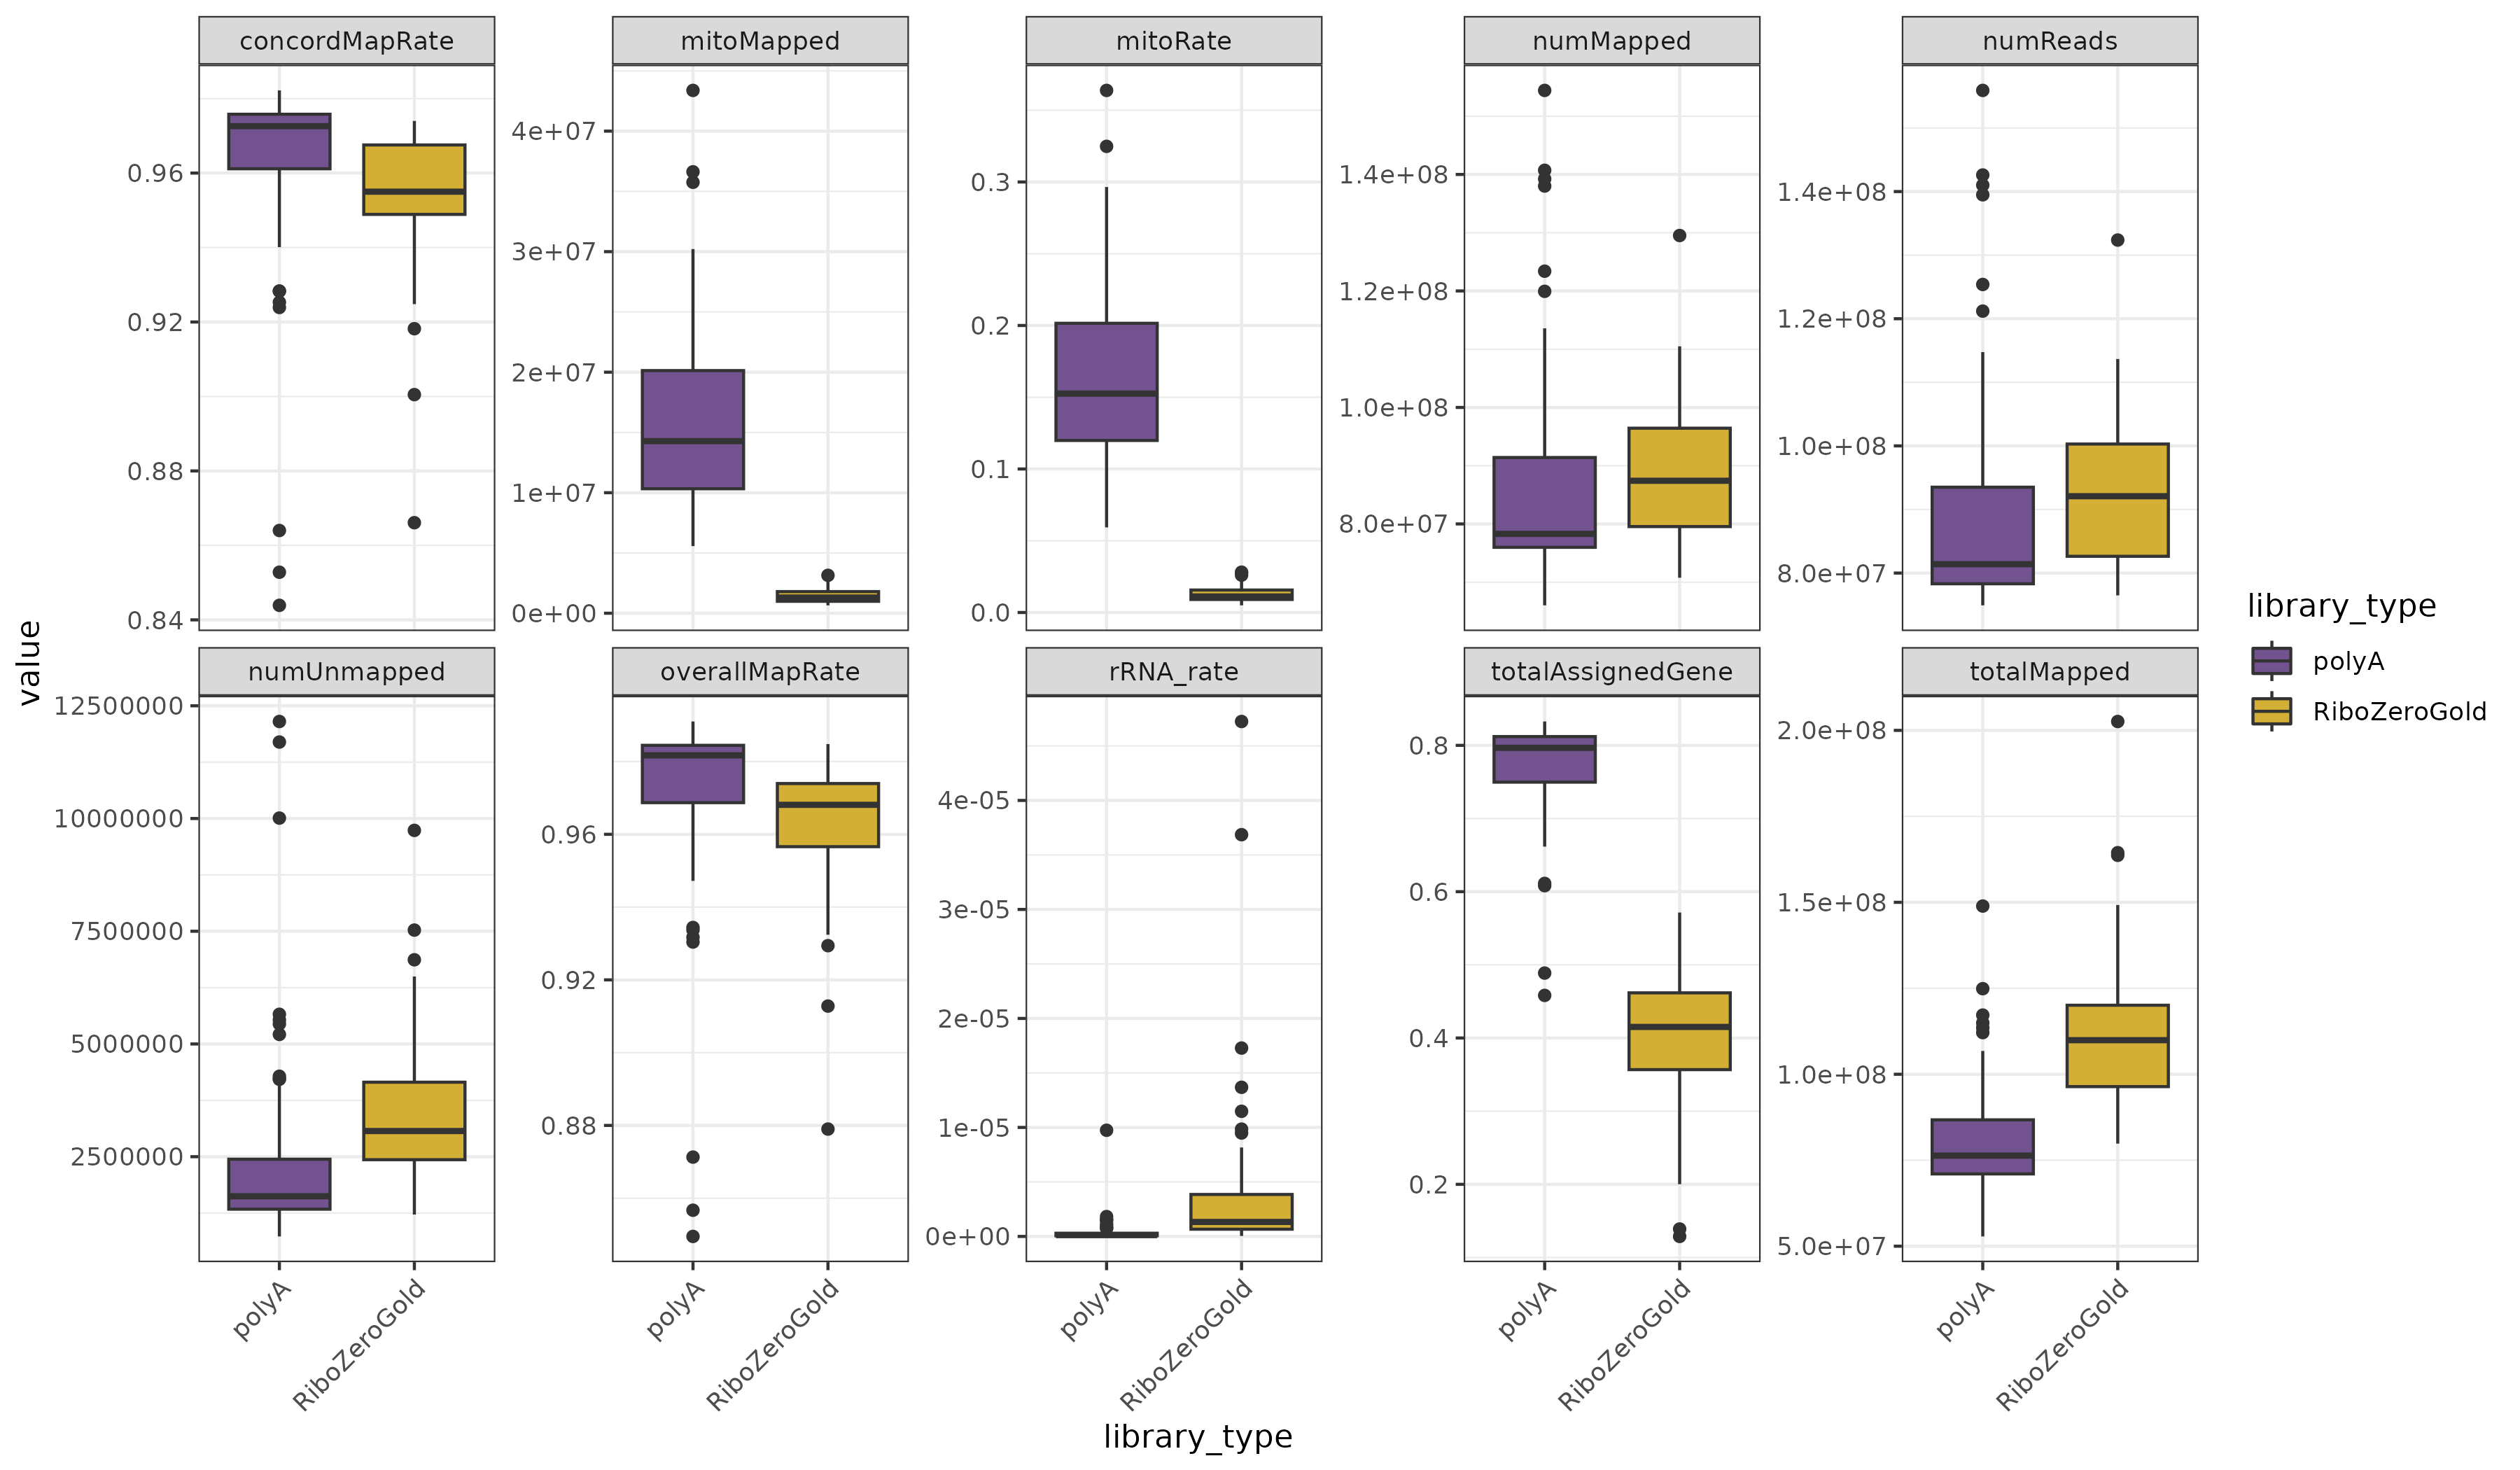 concordMapRate
mitoMapped
mitoRate
numMapped
numReads
0.96
0.92
0.88
0.84
4e+07
3e+07
2e+07
1e+07
0e+00
0.3
0.2
0.1
0.0
1.4e+08
1.2e+08
1.0e+08
8.0e+07
1.4e+08
1.2e+08
1.0e+08
8.0e+07
value
numUnmapped
overallMapRate
rRNA_rate
totalAssignedGene
totalMapped
12500000
10000000
7500000
5000000
2500000
0.96
0.92
0.88
4e-05
3e-05
2e-05
1e-05
0e+00
0.8
0.6
0.4
0.2
2.0e+08
1.5e+08
1.0e+08
5.0e+07
polyA
RiboZeroGold
polyA
RiboZeroGold
polyA
RiboZeroGold
polyA
RiboZeroGold
polyA
RiboZeroGold
library_type
library_type
polyA
RiboZeroGold